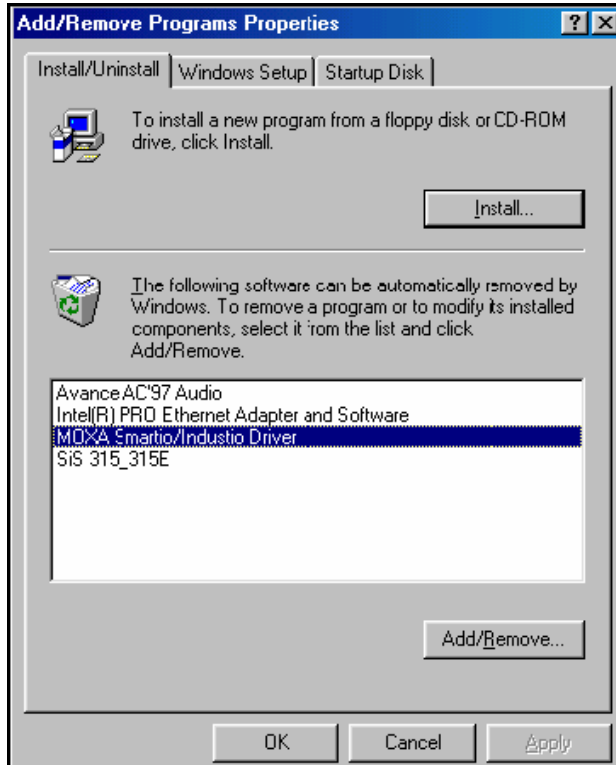 Add/Remove Programs Properties
Install/Uninstall
Windows Setup
Startup Disk
To install a new program from a floppy disk or CD-ROM
drive, click Install.
Install...
The following software can be automatically removed by
Windows. To remove a program or to modify its installed
components, select it from the list and click
Add/Remove.
Avance AC'97 Audio
Intel(R) PRO Ethernet Adapter and Software
MOXA Smartio/Industio Driver
SiS 315_315E
Add/Remove...
OK
Cancel
Apply